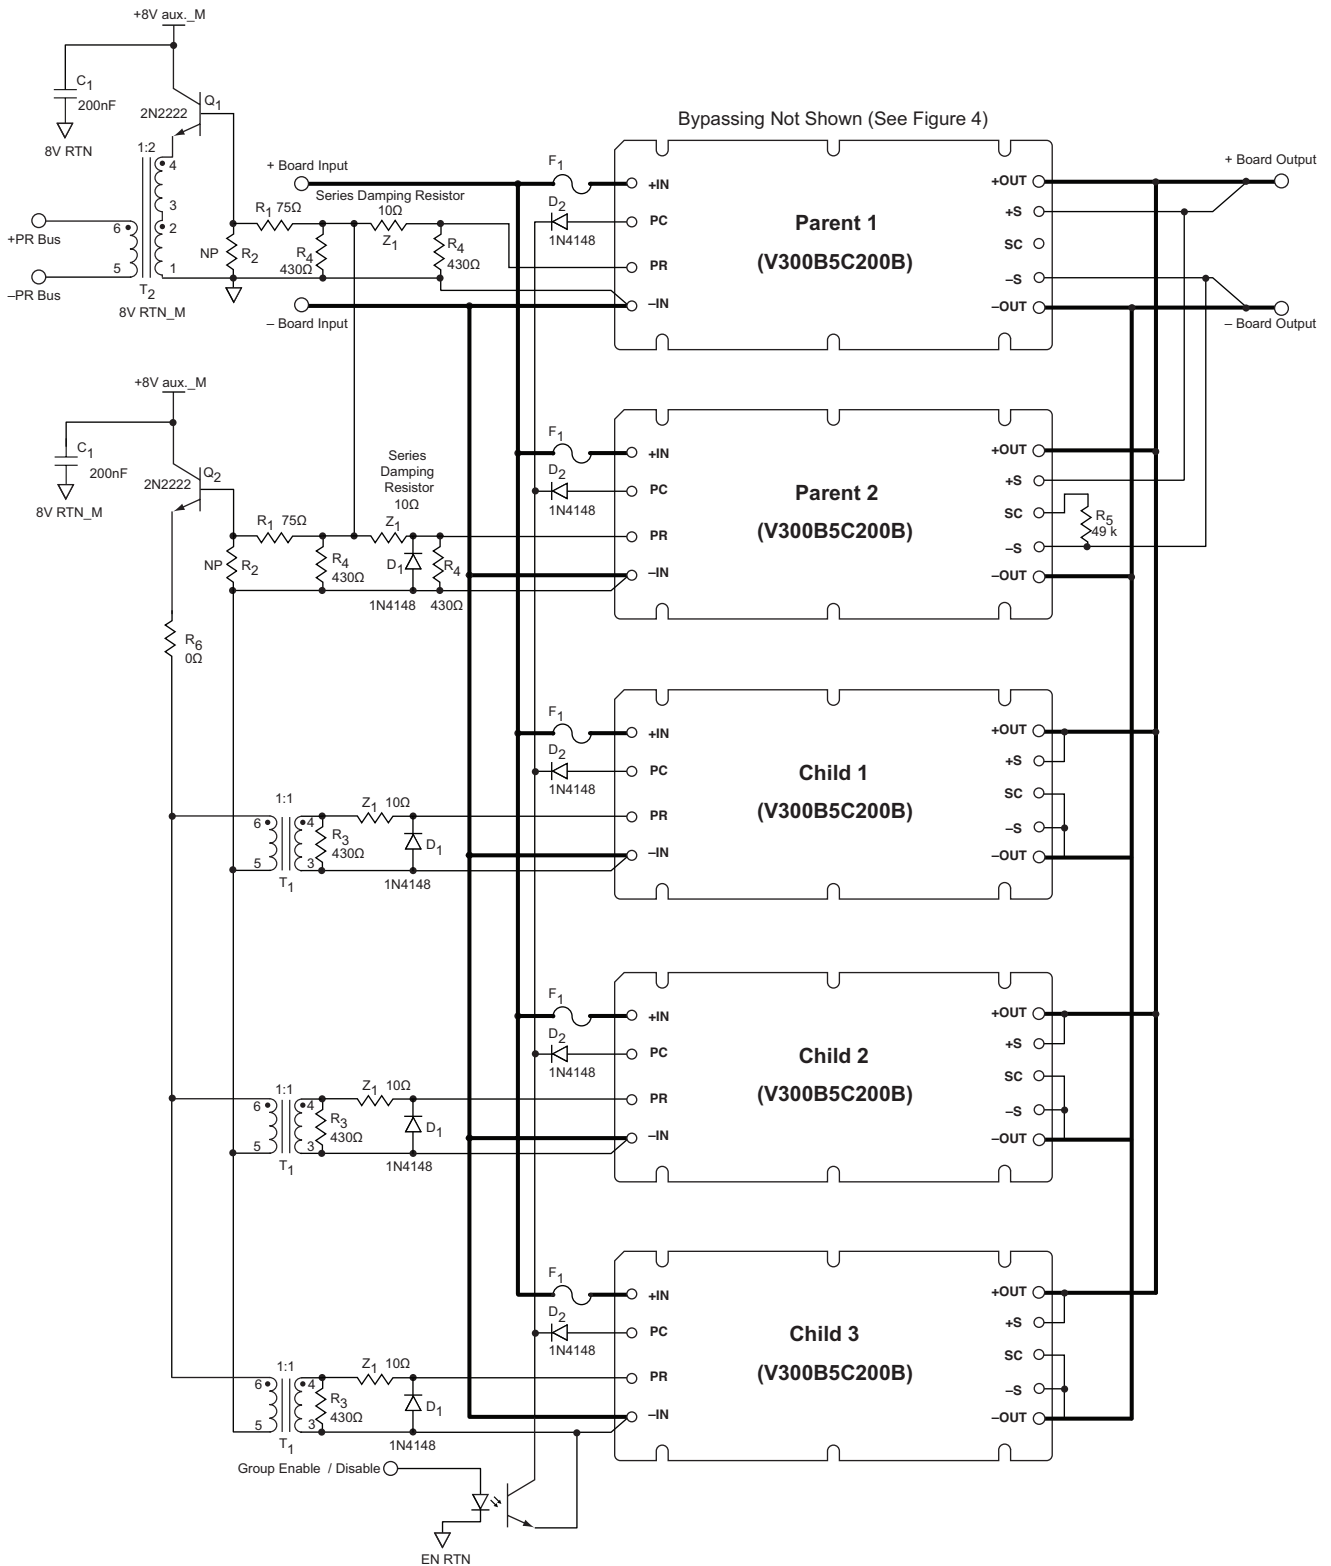 +8V aux._M
C1
200nF
8V RTN
2N2222
Q1
1:2
4
3
2
1
6
5
+PR Bus
–PR Bus
T2
8V RTN_M
NP
R2
R1 75Ω
R4
430Ω
+ Board Input
Series Damping Resistor
10Ω
Z1
R4
430Ω
– Board Input
Bypassing Not Shown (See Figure 4)
F1
D2
1N4148
+IN
PC
PR
–IN
Parent 1
(V300B5C200B)
+OUT
+S
SC
–S
–OUT
+ Board Output
– Board Output
+8V aux._M
C1
200nF
8V RTN_M
2N2222
Q2
R1 75Ω
NP
R2
R4
430Ω
Series
Damping
Resistor
10Ω
Z1
D1
1N4148
R4
430Ω
R6
0Ω
F1
D2
1N4148
+IN
PC
PR
–IN
Parent 2
(V300B5C200B)
+OUT
+S
SC
–S
–OUT
R5
49 k
1:1
6
5
4
3
T1
R3
430Ω
Z1 10Ω
D1
1N4148
F1
D2
1N4148
+IN
PC
PR
–IN
Child 1
(V300B5C200B)
+OUT
+S
SC
–S
–OUT
1:1
6
5
4
3
T1
R3
430Ω
Z1 10Ω
D1
1N4148
F1
D2
1N4148
+IN
PC
PR
–IN
Child 2
(V300B5C200B)
+OUT
+S
SC
–S
–OUT
1:1
6
5
4
3
T1
R3
430Ω
Z1 10Ω
D1
1N4148
F1
D2
1N4148
+IN
PC
PR
–IN
Child 3
(V300B5C200B)
+OUT
+S
SC
–S
–OUT
Group Enable / Disable
EN RTN